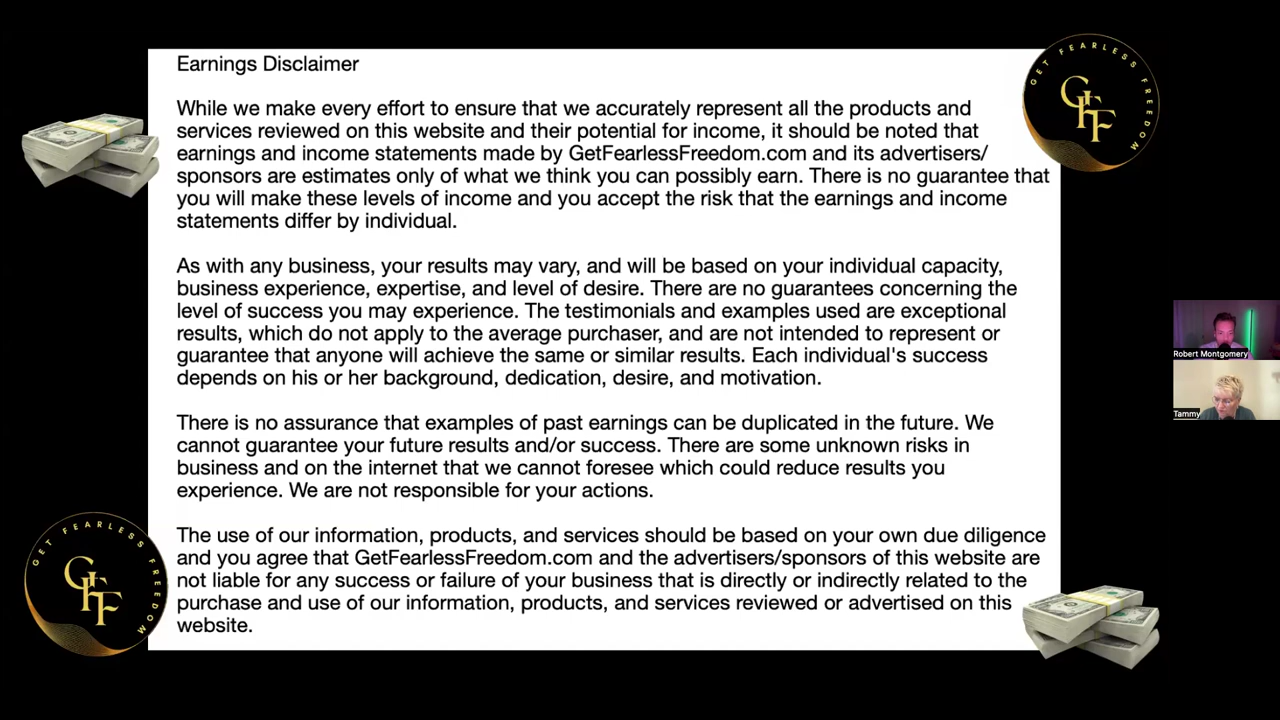 Earnings Disclaimer
While we make every effort to ensure that we accurately represent all the products and
services reviewed on this website and their potential for income, it should be noted that
earnings and income statements made by GetFearlessFreedom.com and its advertisers/
sponsors are estimates only of what we think you can possibly earn. There is no guarantee that
you will make these levels of income and you accept the risk that the earnings and income
statements differ by individual.
As with any business, your results may vary, and will be based on your individual capacity,
business experience, expertise, and level of desire. There are no guarantees concerning the
level of success you may experience. The testimonials and examples used are exceptional
results, which do not apply to the average purchaser, and are not intended to represent or
guarantee that anyone will achieve the same or similar results. Each individual's success
depends on his or her background, dedication, desire, and motivation.
There is no assurance that examples of past earnings can be duplicated in the future. We
cannot guarantee your future results and/or success. There are some unknown risks in
business and on the internet that we cannot foresee which could reduce results you
experience. We are not responsible for your actions.
The use of our information, products, and services should be based on your own due diligence
and you agree that GetFearlessFreedom.com and the advertisers/sponsors of this website are
not liable for any success or failure of your business that is directly or indirectly related to the
purchase and use of our information, products, and services reviewed or advertised on this
website.
GET FEARLESS FREEDOM
GFF
GET FEARLESS FREEDOM
GFF
Robert Montgomery
Tammy